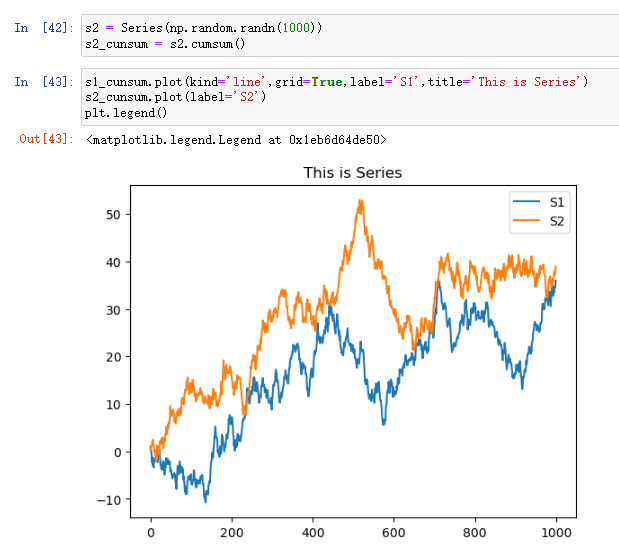 In [42]: s2 = Series(np.random.randn(1000))
s2_cunsum = s2.cumsum()
In [43]: s1_cunsum.plot(kind='line',grid=True,label='S1',title='This is Series')
s2_cunsum.plot(label='S2')
plt.legend()
Out[43]: <matplotlib.legend.Legend at 0x1eb6d64de50>
This is Series
S1
S2
50
40
30
20
10
0
−10
0 200 400 600 800 1000